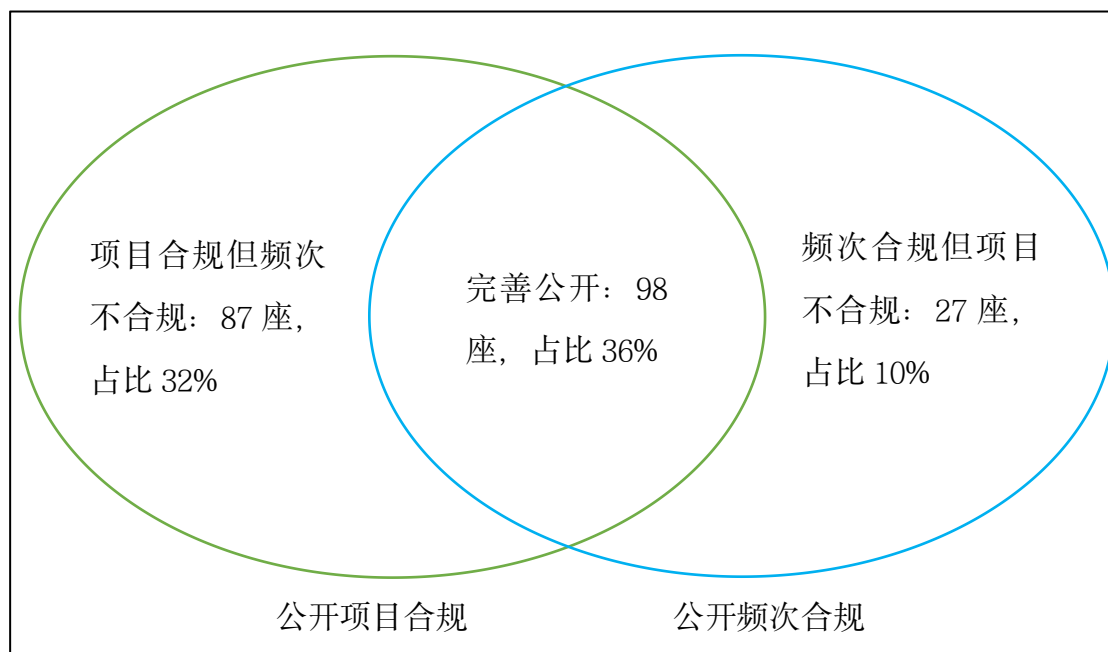 项目合规但频次
不合规：87 座，
占比 32%
完善公开：98
座，占比 36%
频次合规但项目
不合规：27 座，
占比 10%
公开项目合规
公开频次合规